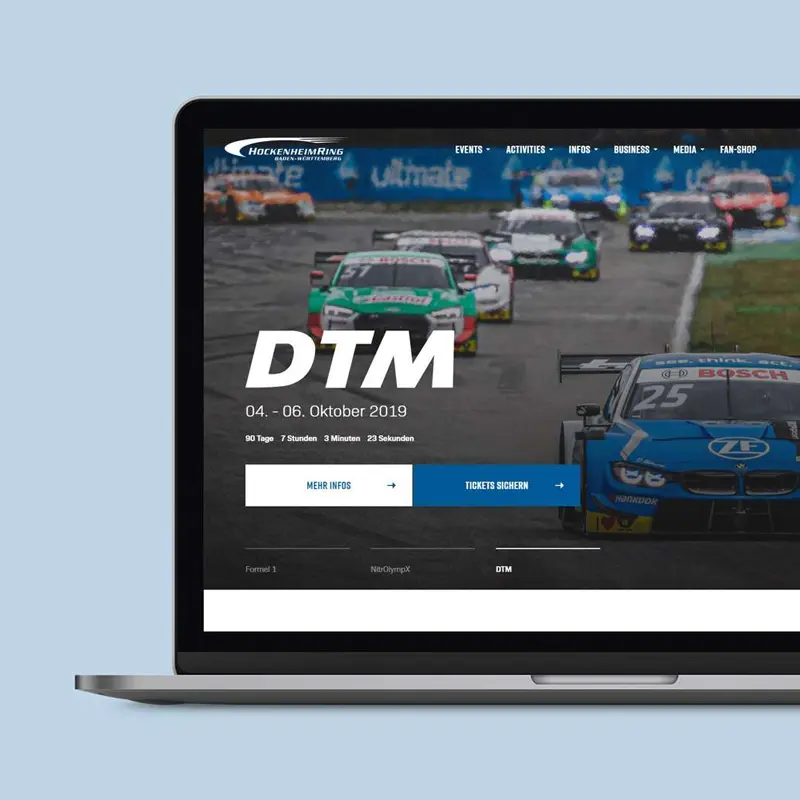 HOCKENHEIMRING
BADEN-WÜRTTEMBERG
EVENTS ACTIVITIES INFOS BUSINESS MEDIA FAN-SHOP
ultimate ultimate
BOSCH
51
Castrol
see. think. act.
BOSCH
25
ZF
HANKOOK
DTM
04. - 06. Oktober 2019
90 Tage 7 Stunden 3 Minuten 23 Sekunden
MEHR INFOS → TICKETS SICHERN →
Formel 1 NitrOlympX DTM